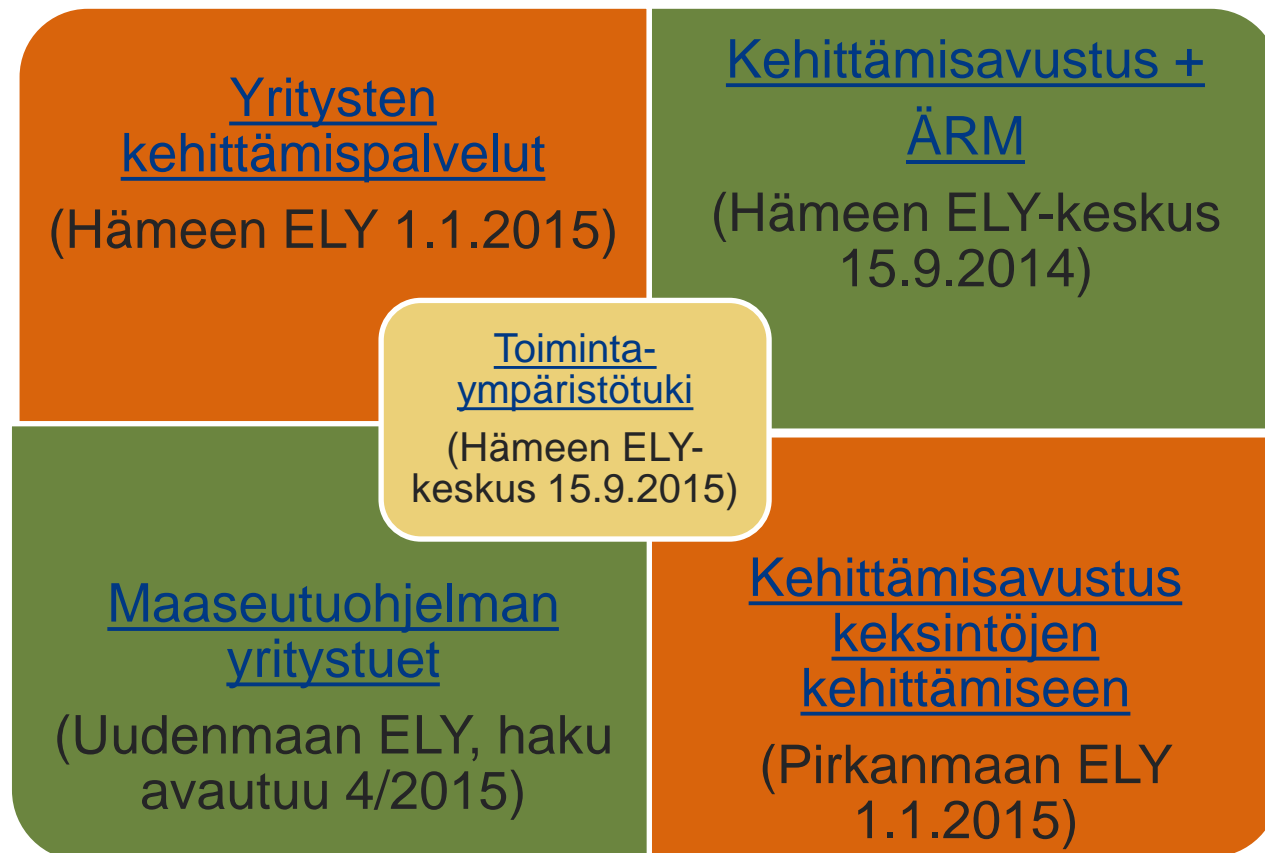 Yritysten
kehittämispalvelut
(Hämeen ELY 1.1.2015)
Kehittämisavustus +
ÄRM
(Hämeen ELY-keskus
15.9.2014)
Toiminta-
ympäristötuki
(Hämeen ELY-
keskus 15.9.2015)
Maaseutuohjelman
yritystuet
(Uudenmaan ELY, haku
avautuu 4/2015)
Kehittämisavustus
keksintöjen
kehittämiseen
(Pirkanmaan ELY
1.1.2015)